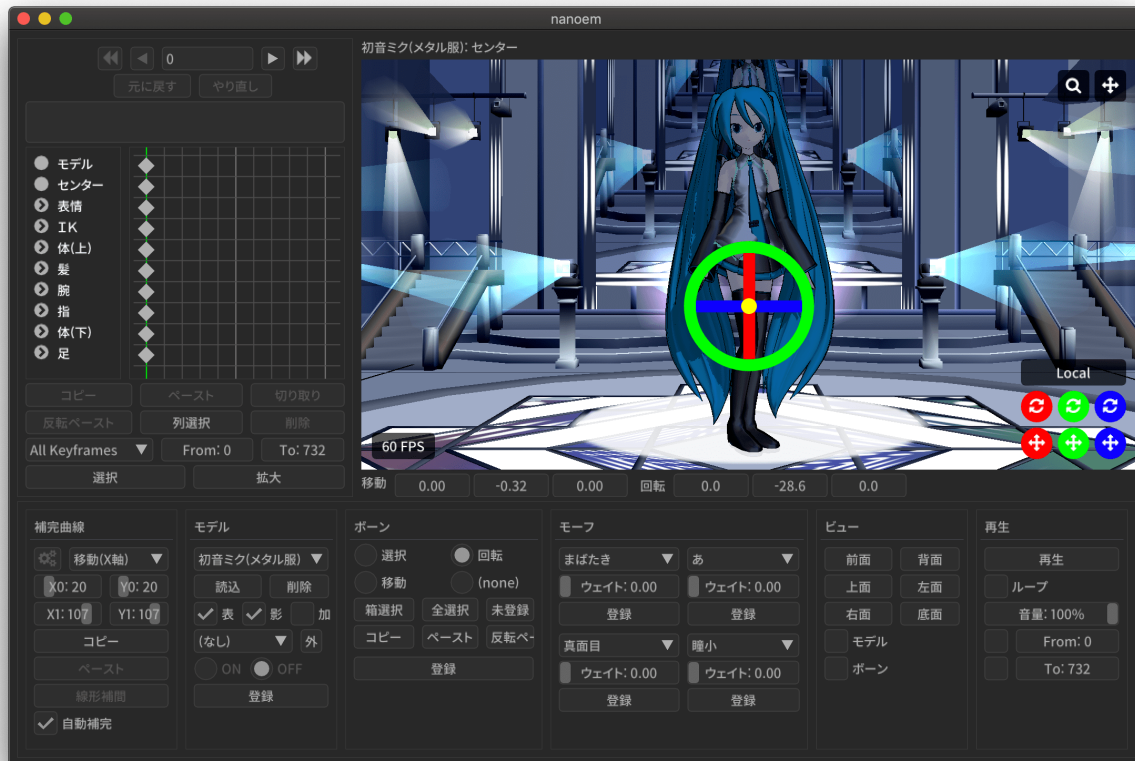 nanoem
0
元に戻す やり直し
初音ミク(メタル服): センター
モデル
センター
表情
IK
体(上)
髪
腕
指
体(下)
足
コピー ペースト 切り取り
反転ペースト 列選択 削除
All Keyframes From: 0 To: 732
選択 拡大
Local
60 FPS
移動 0.00 -0.32 0.00 回転 0.0 -28.6 0.0
補完曲線
移動(X軸)
X0: 20 Y0: 20
X1: 107 Y1: 107
コピー
ペースト
線形補間
自動補完
モデル
初音ミク(メタル服)
読込 削除
表 影 加
(なし) 外
ON OFF
登録
ボーン
選択 回転
移動 (none)
箱選択 全選択 未登録
コピー ペースト 反転ペー
登録
モーフ
まばたき あ
ウェイト: 0.00 ウェイト: 0.00
登録 登録
真面目 瞳小
ウェイト: 0.00 ウェイト: 0.00
登録 登録
ビュー
前面 背面
上面 左面
右面 底面
モデル
ボーン
再生
再生
ループ
音量: 100%
From: 0
To: 732